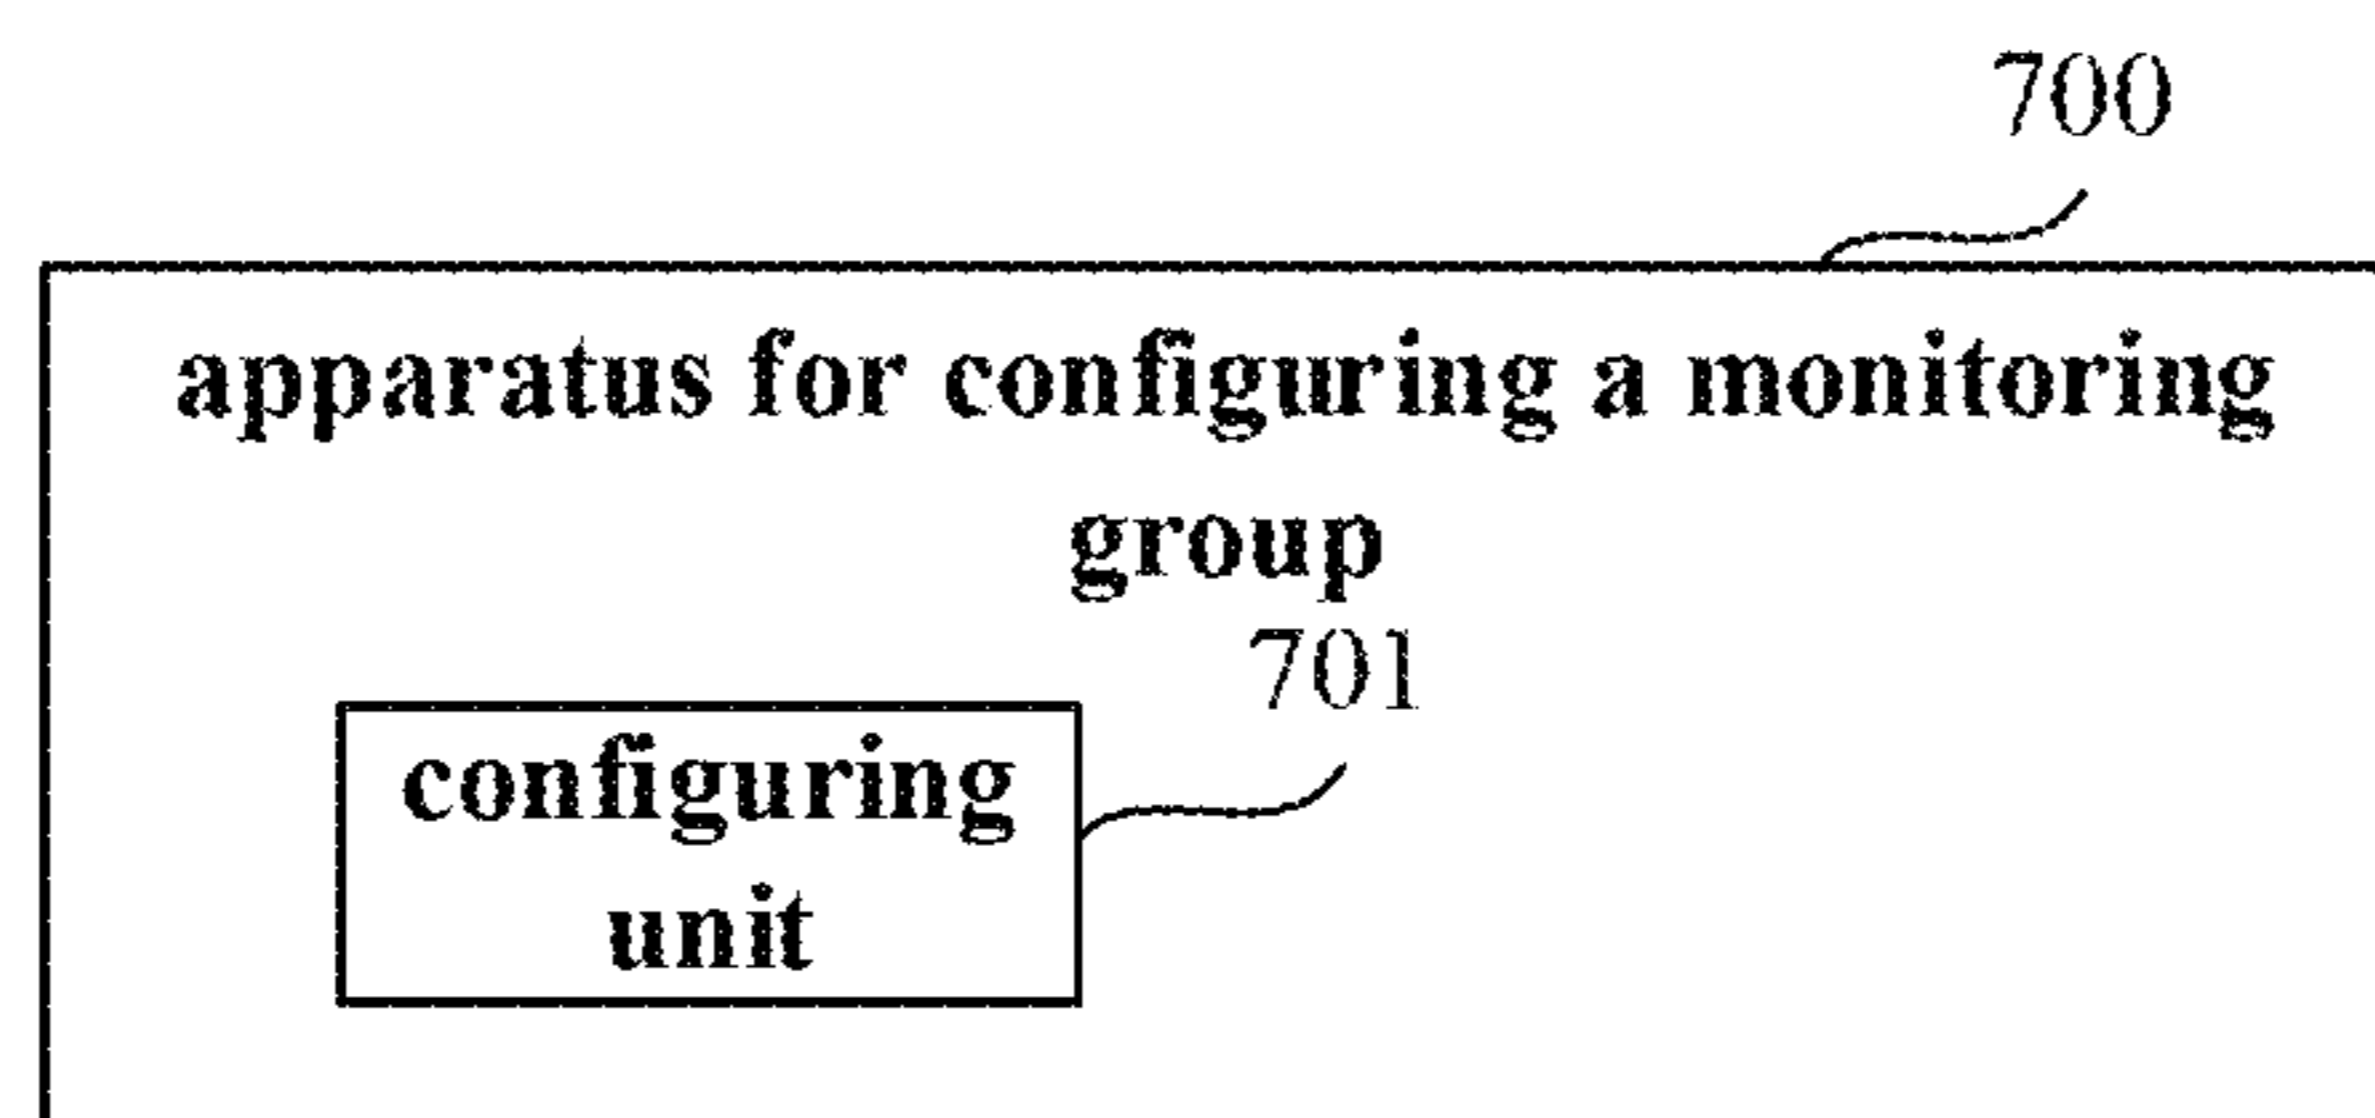 700
apparatus for configuring a monitoring
group
701
configuring
unit